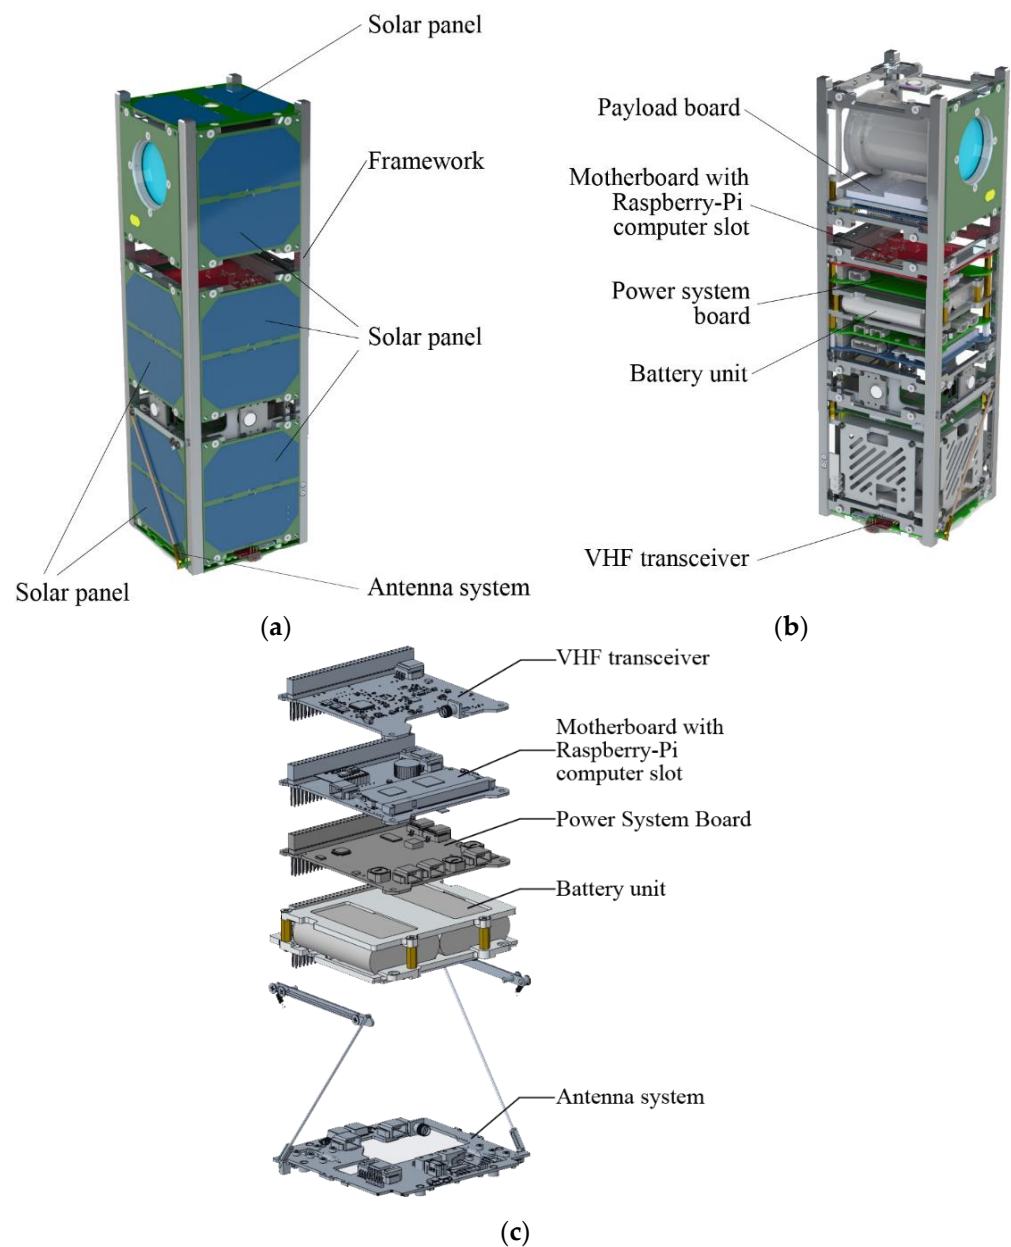 Solar panel
Framework
Solar panel
Solar panel
Antenna system
(a)
Payload board
Motherboard with
Raspberry-Pi
computer slot
Power system
board
Battery unit
VHF transceiver
(b)
VHF transceiver
Motherboard with
Raspberry-Pi
computer slot
Power System Board
Battery unit
Antenna system
(c)